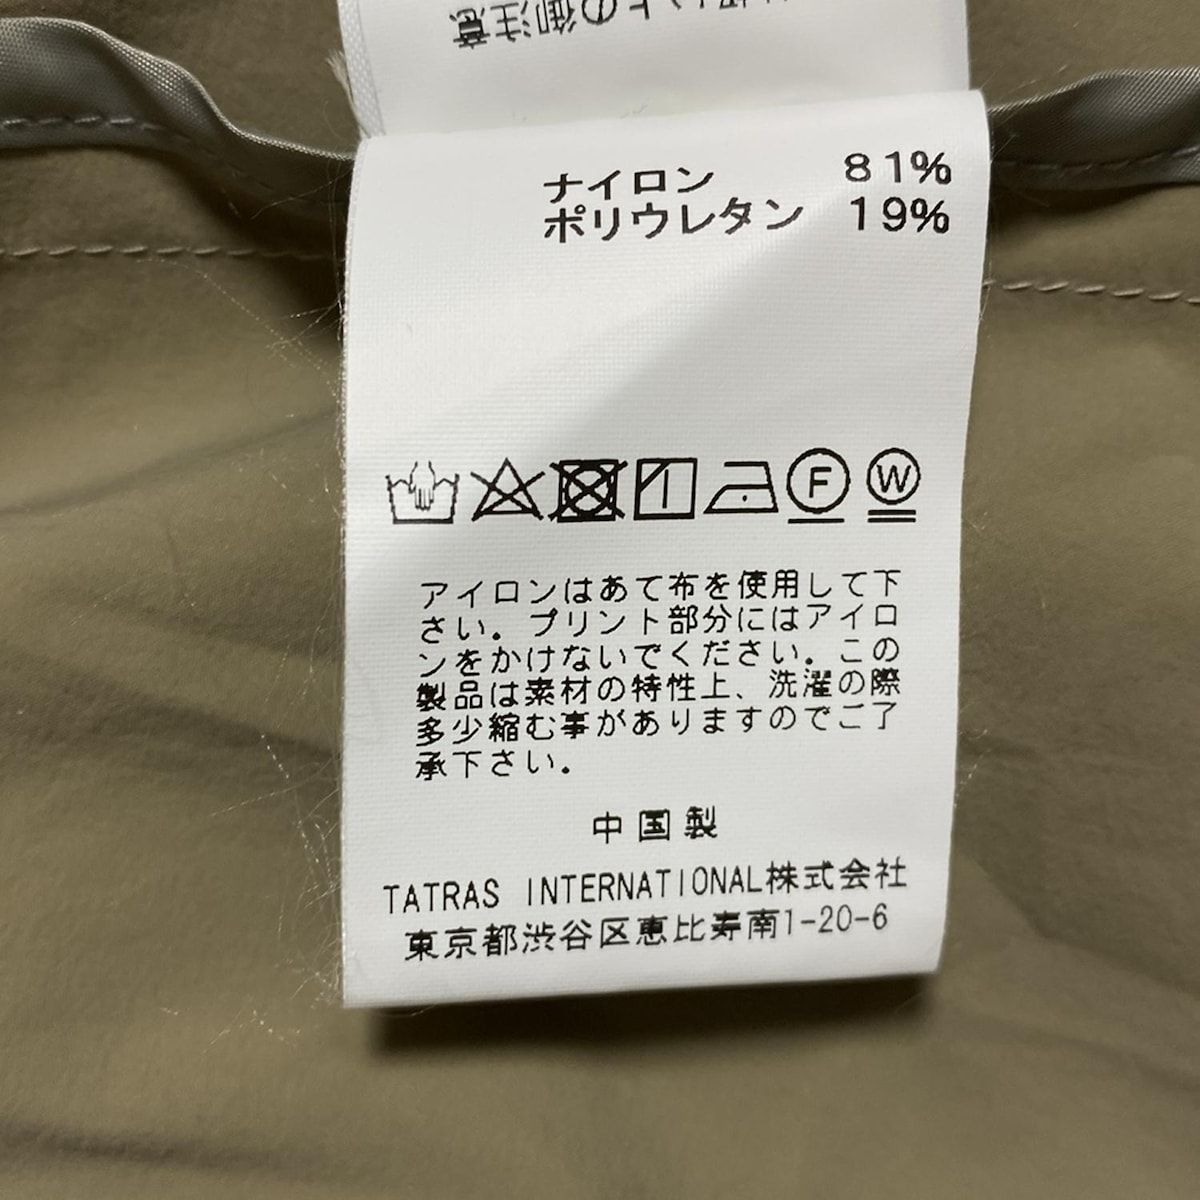 の御注意
ナイロン 81%
ポリウレタン 19%
F W
アイロンはあて布を使用して下
さい。プリント部分にはアイロ
ンをかけないでください。この
製品は素材の特性上、洗濯の際
多少縮む事がありますのでご了
承下さい。
中国製
TATRAS INTERNATIONAL株式会社
東京都渋谷区恵比寿南1-20-6